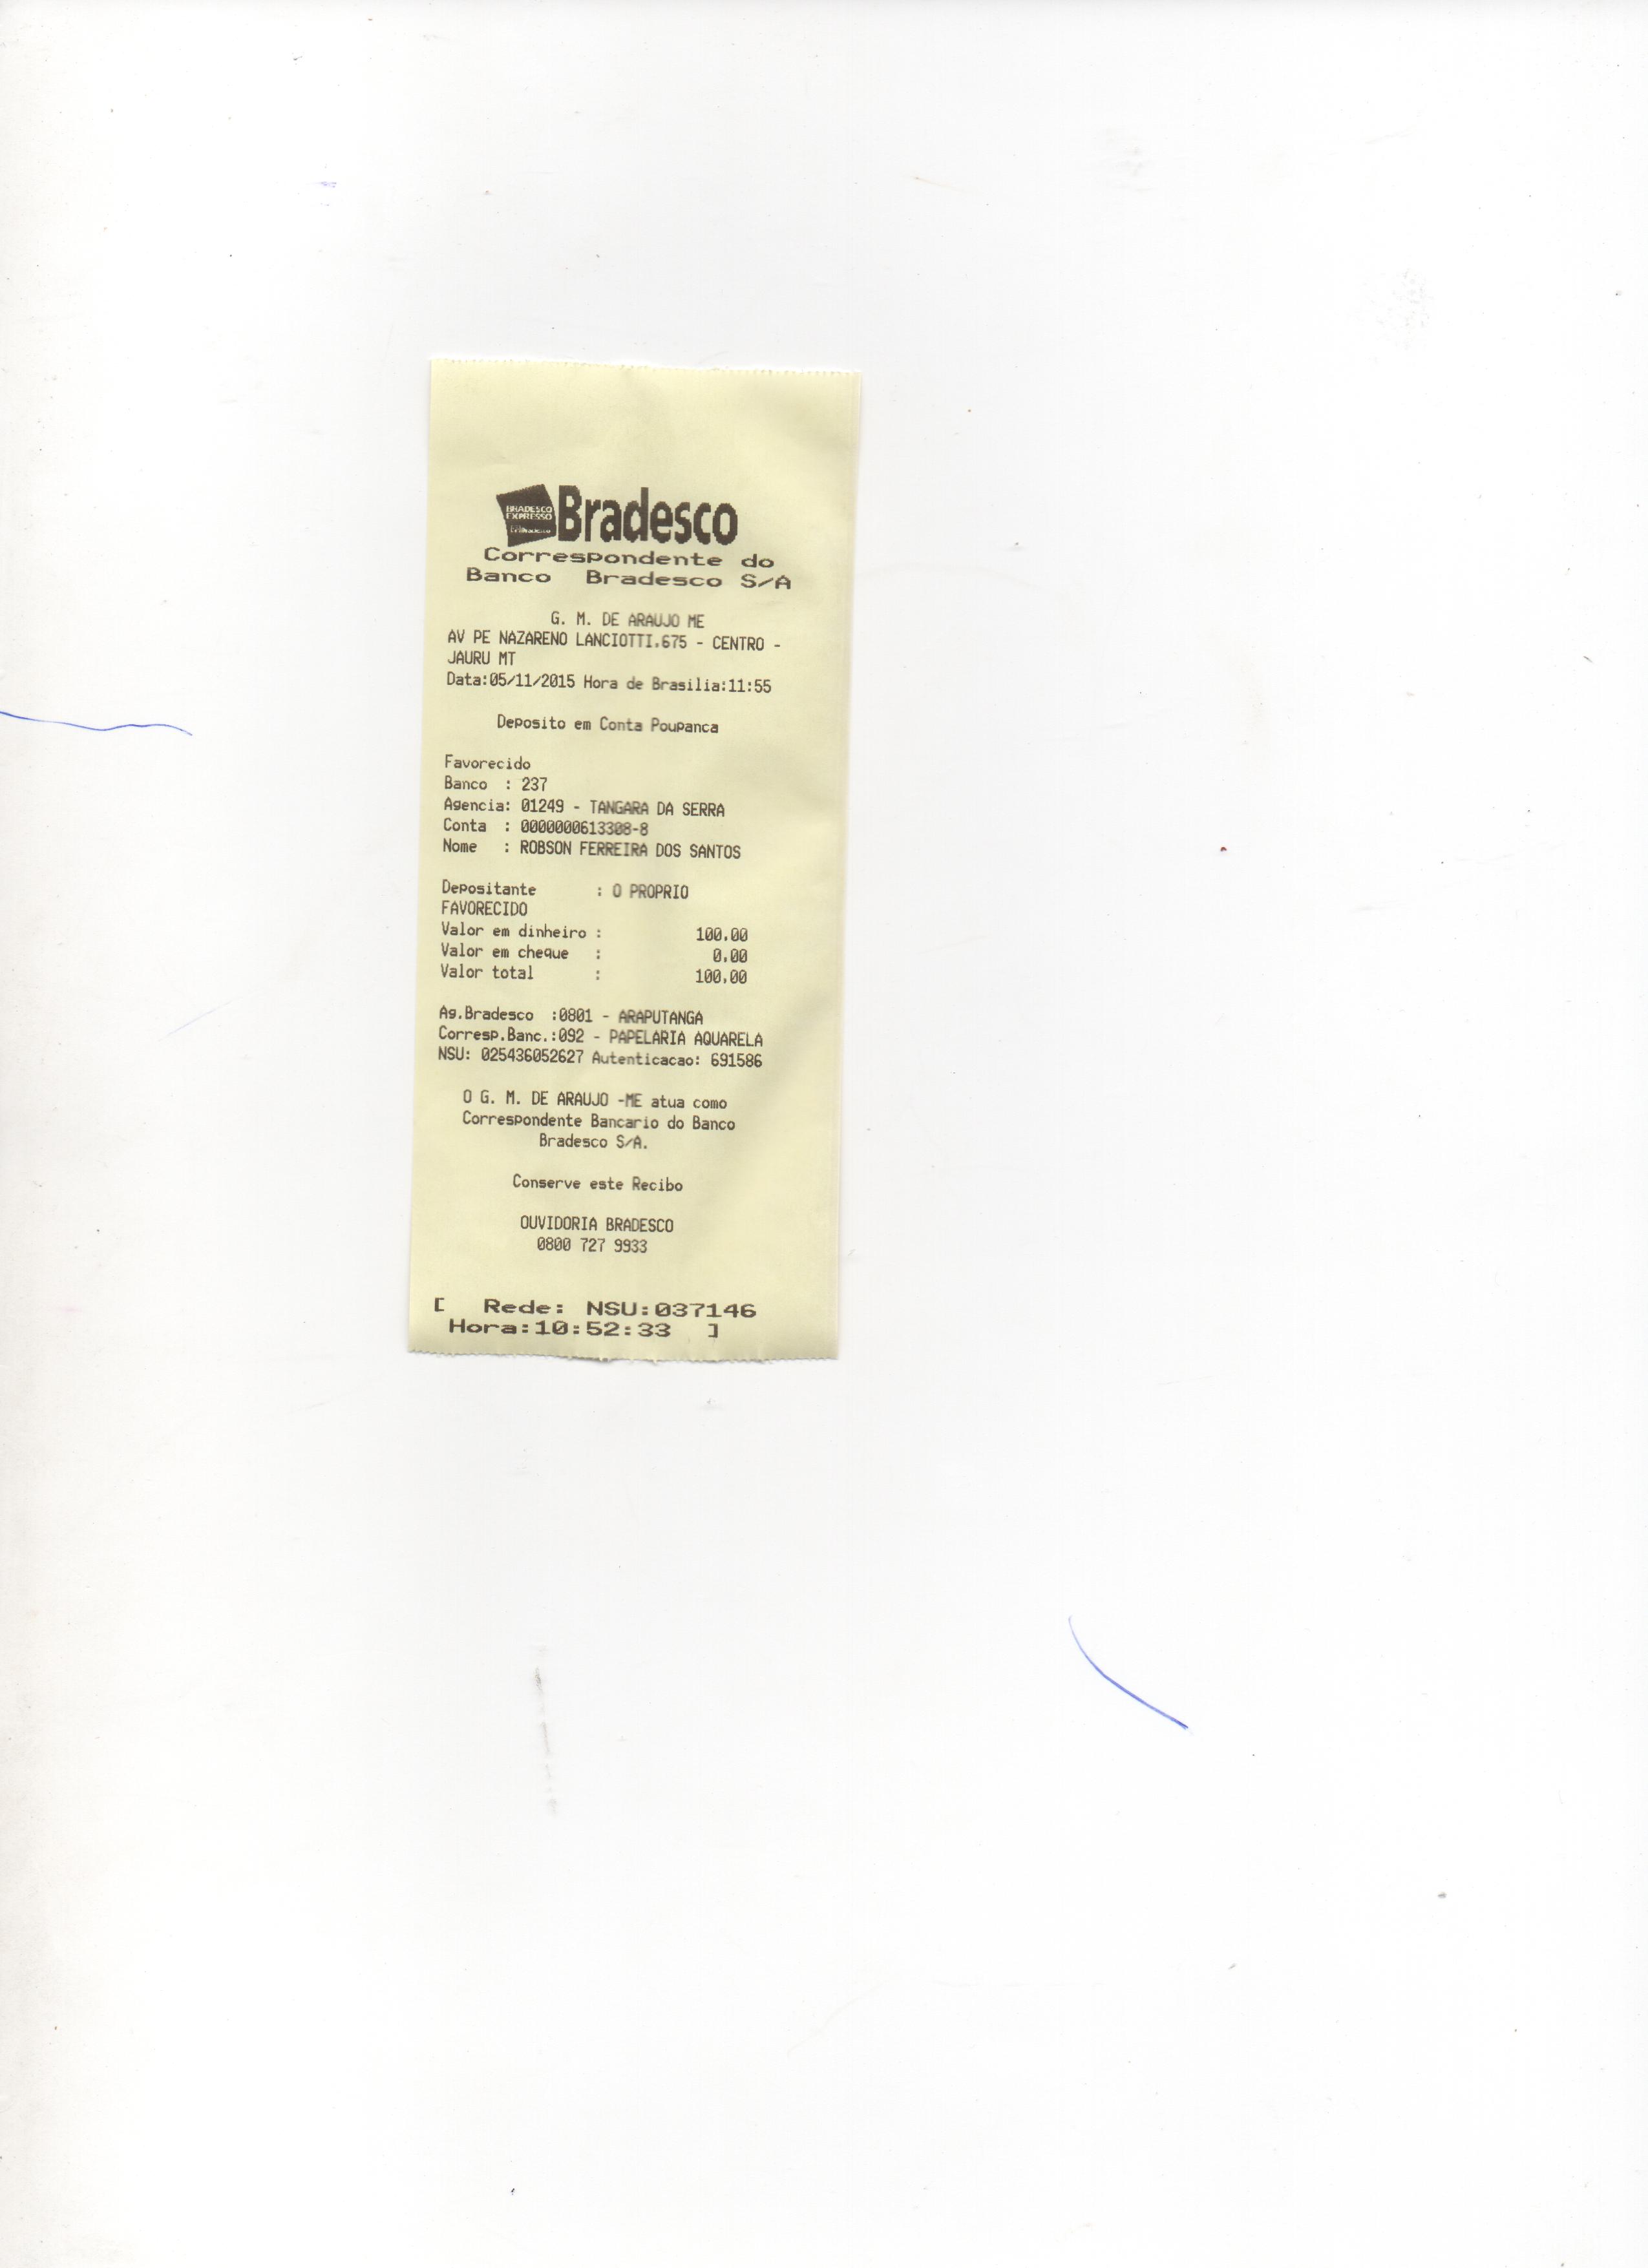 BRADESCO
EXPRESSO
Bradesco
Correspondente do
Banco Bradesco S/A
G. M. DE ARAUJO ME
AV PE NAZARENO LANCIOTTI.675 - CENTRO -
JAURU MT
Data:05/11/2015 Hora de Brasilia:11:55
Deposito em Conta Poupanca
Favorecido
Banco : 237
Agencia: 01249 - TANGARA DA SERRA
Conta : 0000000613308-8
Nome : ROBSON FERREIRA DOS SANTOS
Depositante : O PROPRIO
FAVORECIDO
Valor em dinheiro : 100.00
Valor em cheque : 0.00
Valor total : 100.00
Ag.Bradesco :0801 - ARAPUTANGA
Corresp.Banc.:092 - PAPELARIA AQUARELA
NSU: 025436052627 Autenticacao: 691586
O G. M. DE ARAUJO -ME atua como
Correspondente Bancario do Banco
Bradesco S/A.
Conserve este Recibo
OUVIDORIA BRADESCO
0800 727 9933
[ Rede: NSU:037146
Hora:10:52:33 ]